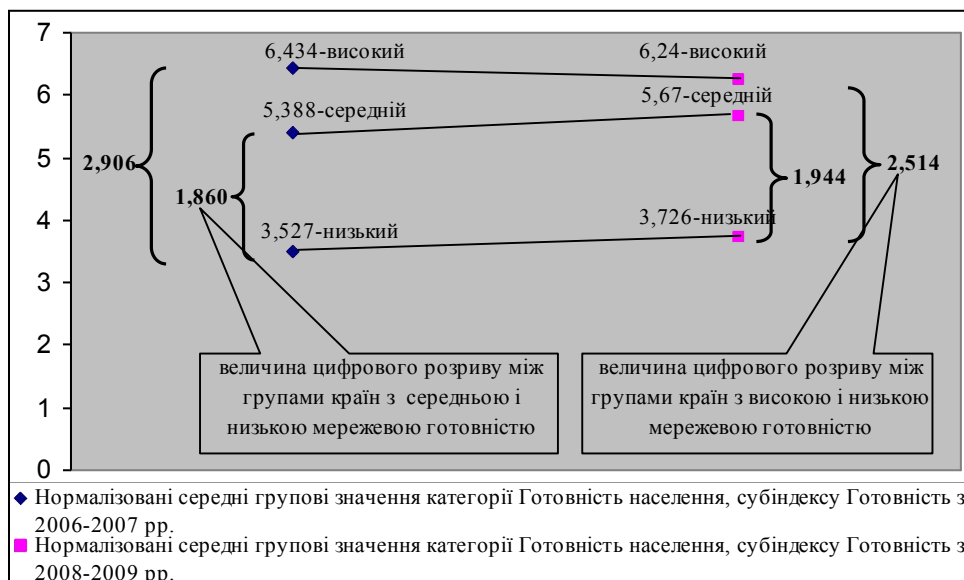 7
6
5
4
3
2
1
0
6,434-високий
6,24-високий
5,388-середній
5,67-середній
2,906
1,860
1,944
2,514
3,527-низький
3,726-низький
величина цифрового розриву між
групами країн з середньою і
низькою мережевою готовністю
величина цифрового розриву між
групами країн з високою і низькою
мережевою готовністю
Нормалізовані середні групові значення категорії Готовність населення, субіндексу Готовність з
2006-2007 рр.
Нормалізовані середні групові значення категорії Готовність населення, субіндексу Готовність з
2008-2009 рр.